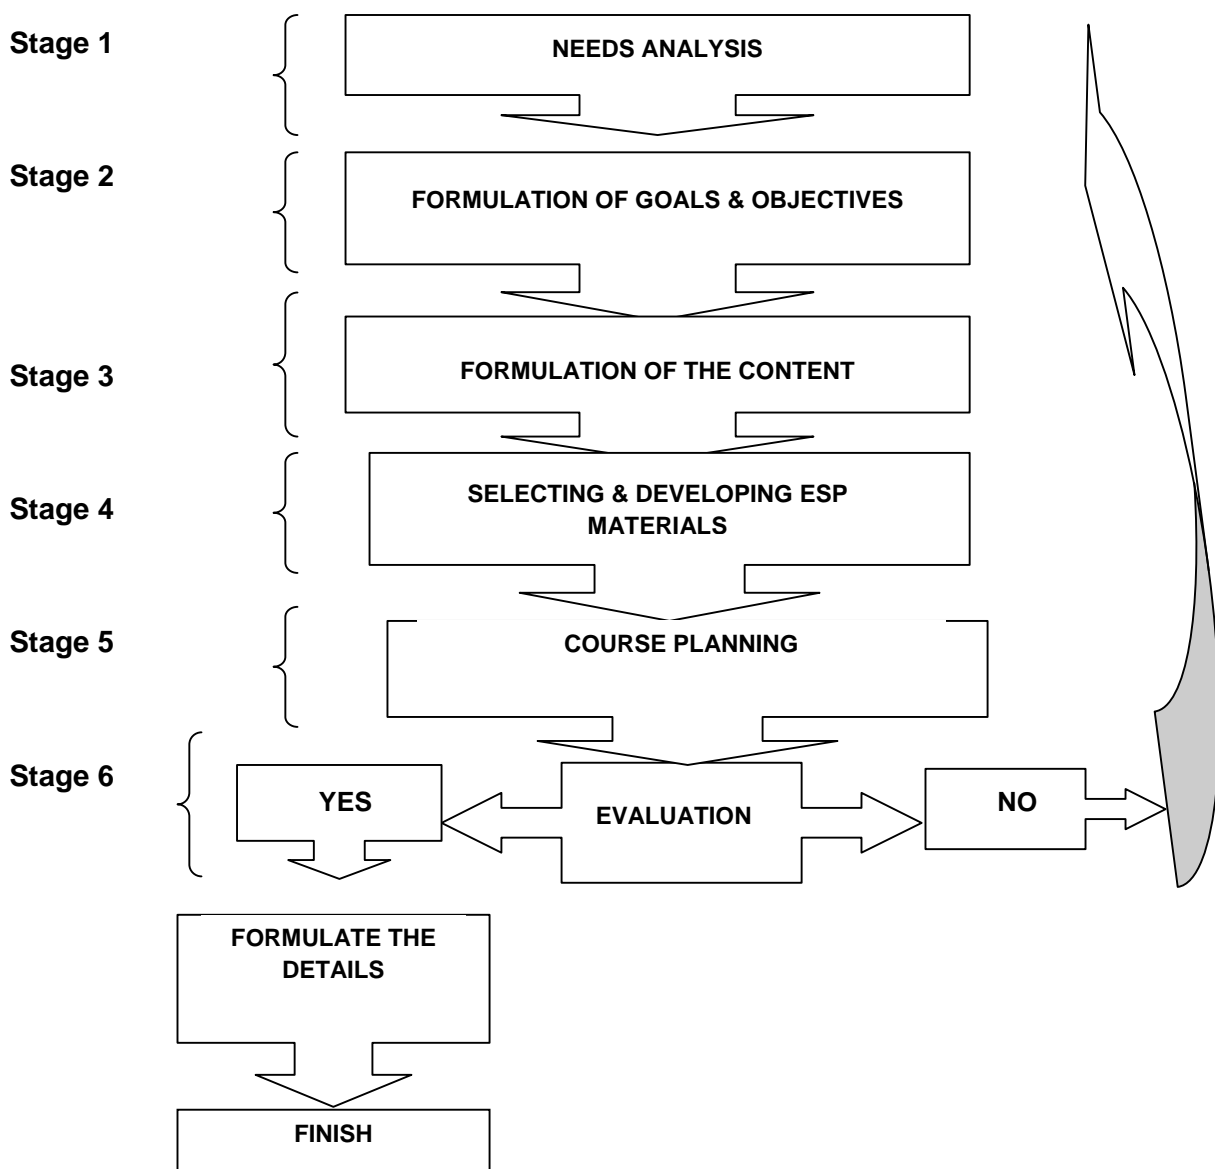 Stage 1
NEEDS ANALYSIS
Stage 2
FORMULATION OF GOALS & OBJECTIVES
Stage 3
FORMULATION OF THE CONTENT
Stage 4
SELECTING & DEVELOPING ESP
MATERIALS
Stage 5
COURSE PLANNING
Stage 6
YES
EVALUATION
NO
FORMULATE THE
DETAILS
FINISH